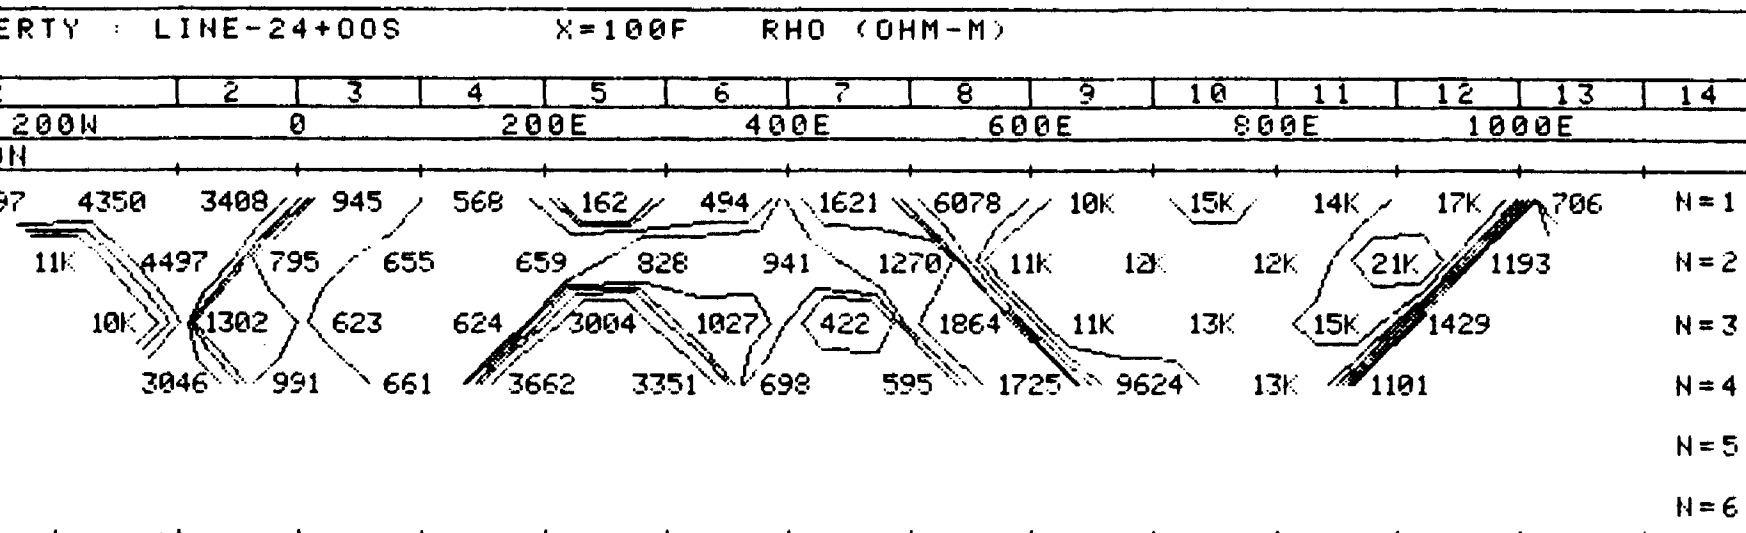 ERTY : LINE-24+00S X=100F RHO (OHM-M)
2 3 4 5 6 7 8 9 10 11 12 13 14
200W 0 200E 400E 600E 800E 1000E
ON
97 4350 3408 945 568 162 494 1621 6078 10K 15K 14K 17K 706 N=1
11K 4497 795 655 659 828 941 1270 11K 12K 12K 21K 1193 N=2
10K 1302 623 624 3004 1027 422 1864 11K 13K 15K 1429 N=3
3046 991 661 3662 3351 698 595 1725 9624 13K 1101 N=4
N=5
N=6